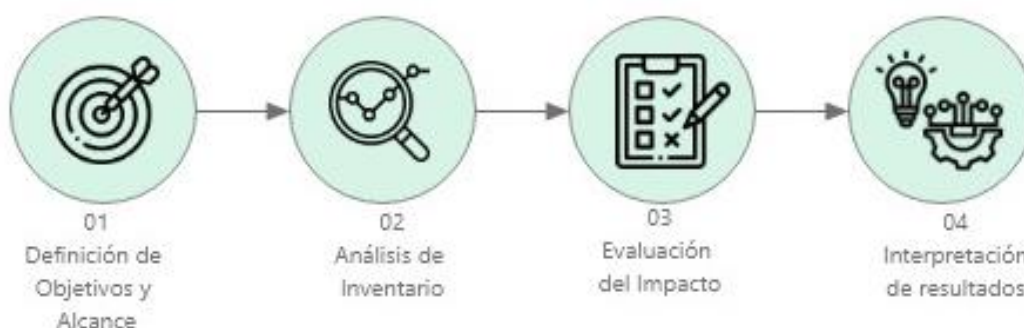 01
Definición de
Objetivos y
Alcance
02
Análisis de
Inventario
03
Evaluación
del Impacto
04
Interpretación
de resultados